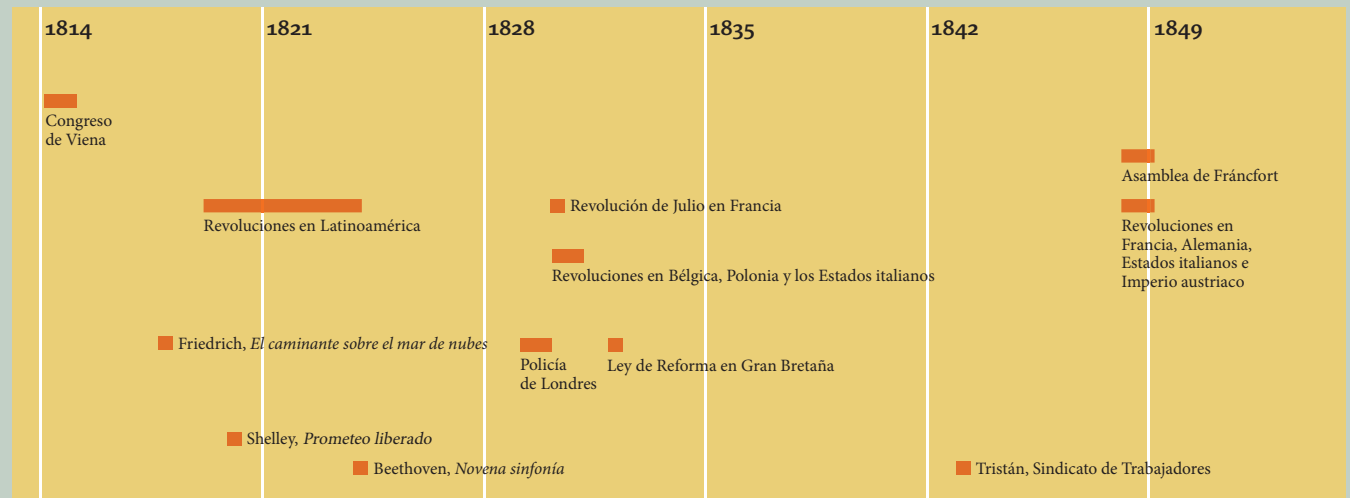 1814
1821
1828
1835
1842
1849
Congreso
de Viena
Asamblea de Fráncfort
Revoluciones en Latinoamérica
Revolución de Julio en Francia
Revoluciones en Bélgica, Polonia y los Estados italianos
Revoluciones en
Francia, Alemania,
Estados italianos e
Imperio austriaco
Friedrich, El caminante sobre el mar de nubes
Policía
de Londres
Ley de Reforma en Gran Bretaña
Shelley, Prometeo liberado
Beethoven, Novena sinfonía
Tristán, Sindicato de Trabajadores